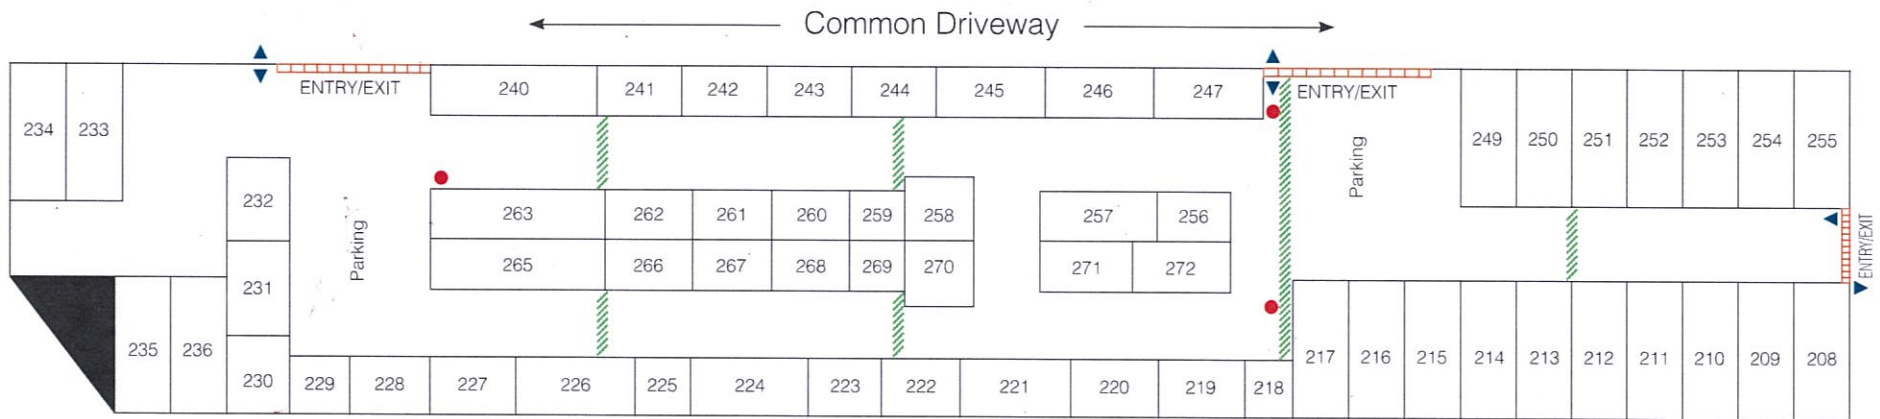 Common Driveway
ENTRY/EXIT
ENTRY/EXIT
240 241 242 243 244 245 246 247
234 233
249 250 251 252 253 254 255
Parking
232
263 262 261 260 259 258
257 256
Parking
231
265 266 267 268 269 270
271 272
ENTRY/EXIT
235 236
230 229 228 227 226 225 224 223 222 221 220 219 218
217 216 215 214 213 212 211 210 209 208